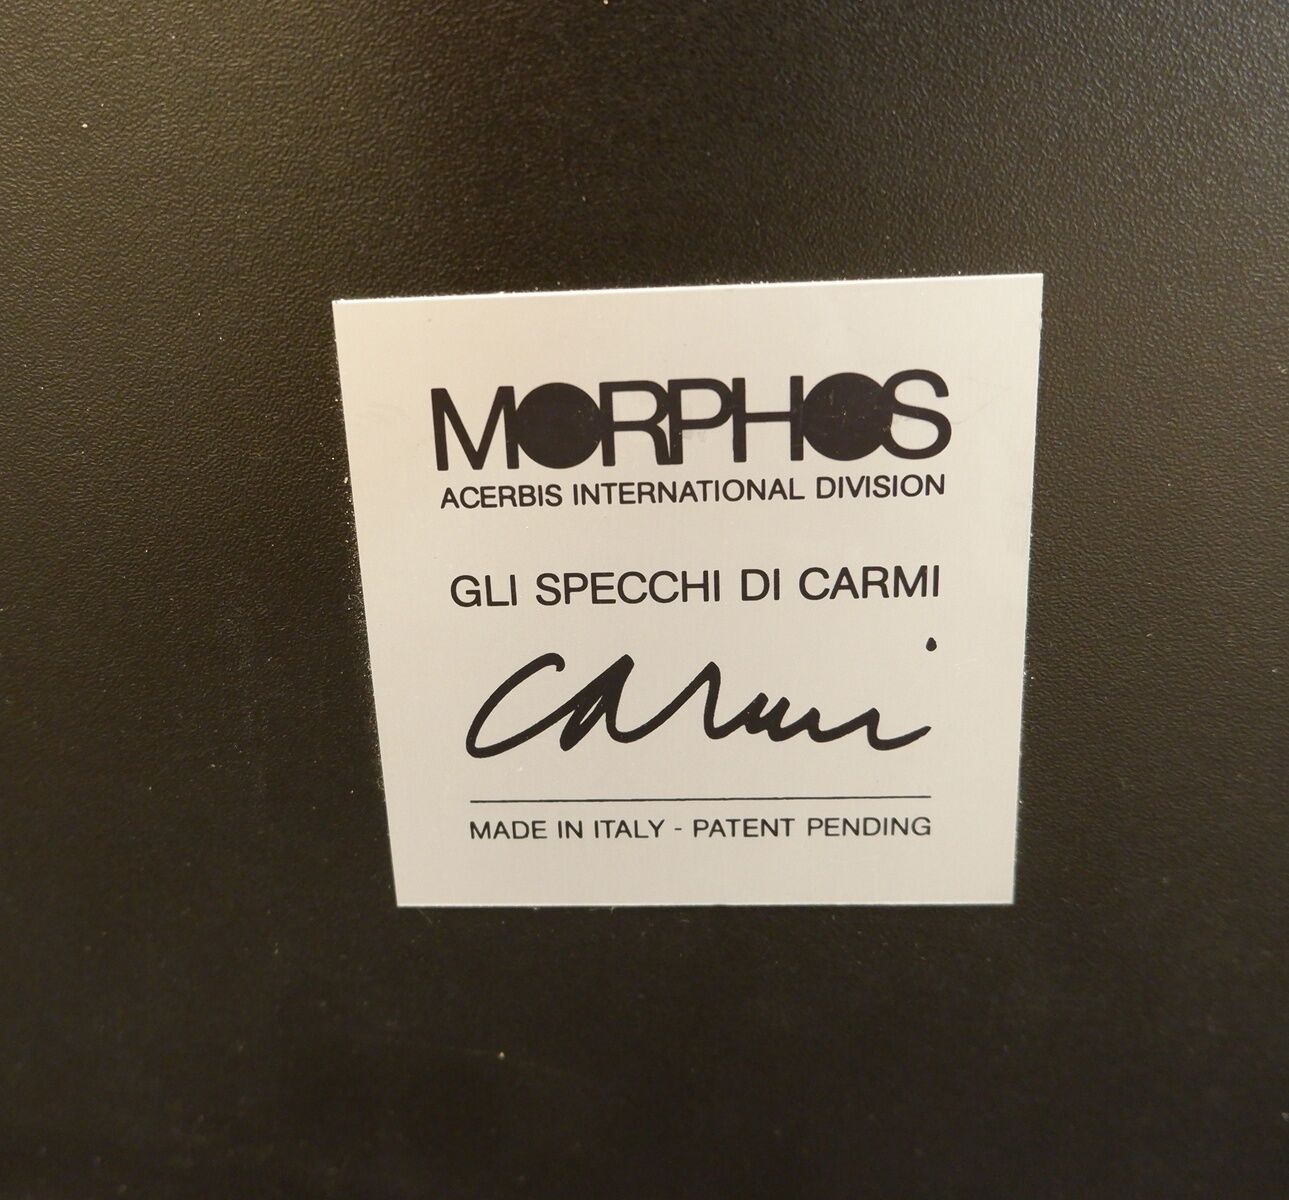 MORPHOS
ACERBIS INTERNATIONAL DIVISION
GLI SPECCHI DI CARMI
carmi
MADE IN ITALY - PATENT PENDING